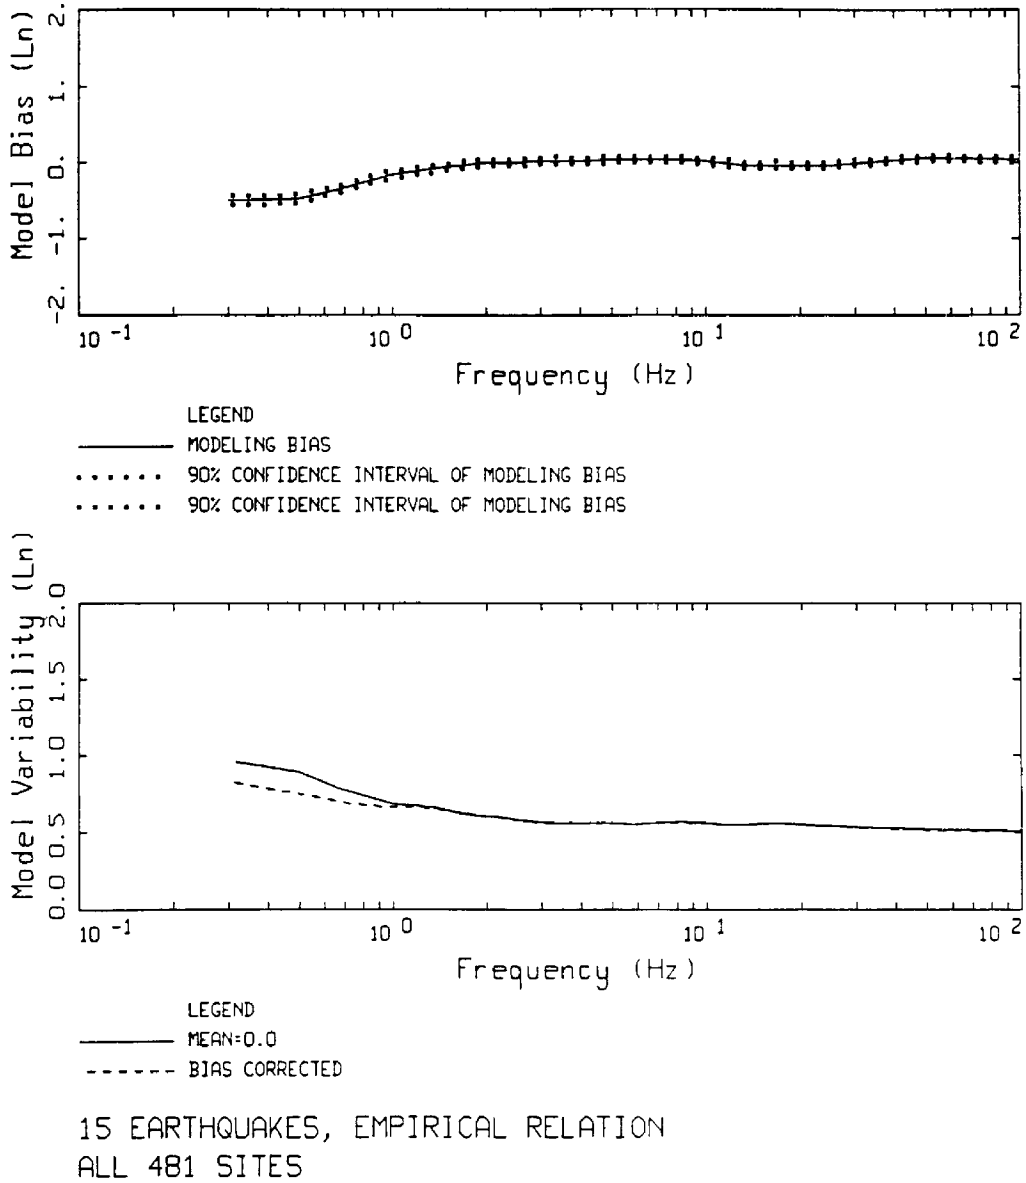 Model Bias (Ln)
2.
1.
0.
-1.
-2.
10 -1
10 0
10 1
10 2
Frequency (Hz)
LEGEND
MODELING BIAS
90% CONFIDENCE INTERVAL OF MODELING BIAS
90% CONFIDENCE INTERVAL OF MODELING BIAS
Model Variability (Ln)
2.0
1.5
1.0
0.5
0.0
10 -1
10 0
10 1
10 2
Frequency (Hz)
LEGEND
MEAN=0.0
BIAS CORRECTED
15 EARTHQUAKES, EMPIRICAL RELATION
ALL 481 SITES